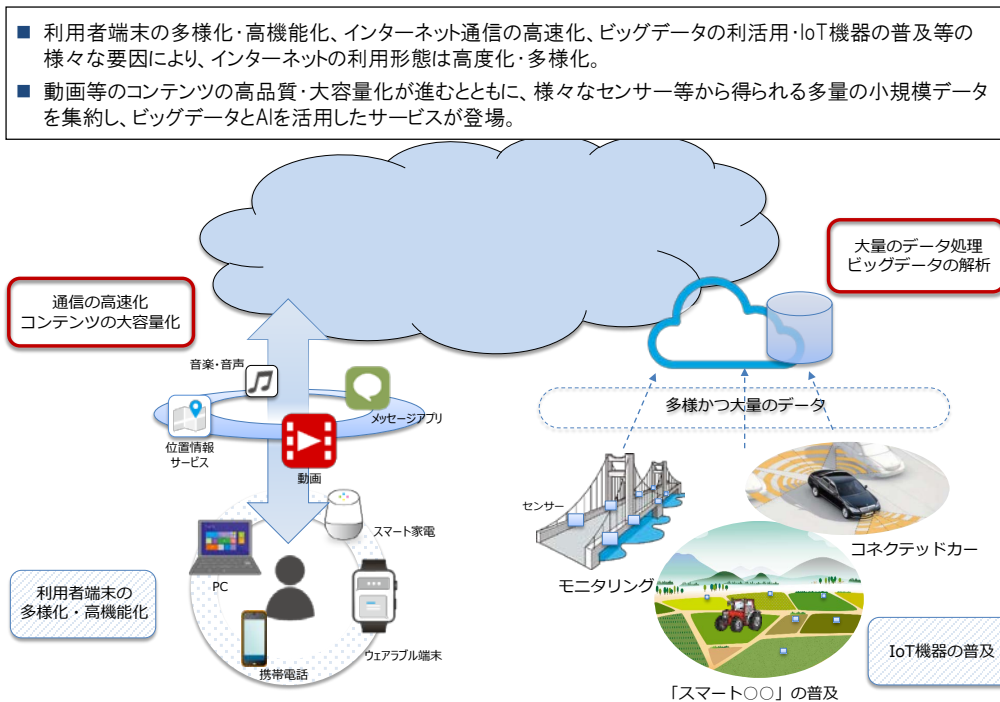 ■ 利用者端末の多様化・高機能化、インターネット通信の高速化、ビッグデータの利活用・IoT機器の普及等の
様々な要因により、インターネットの利用形態は高度化・多様化。
■ 動画等のコンテンツの高品質・大容量化が進むとともに、様々なセンサー等から得られる多量の小規模データ
を集約し、ビッグデータとAIを活用したサービスが登場。
大量のデータ処理
ビッグデータの解析
通信の高速化
コンテンツの大容量化
音楽・音声
メッセージアプリ
位置情報
サービス
動画
多様かつ大量のデータ
センサー
モニタリング
コネクテッドカー
スマート家電
PC
ウェアラブル端末
携帯電話
利用者端末の
多様化・高機能化
IoT機器の普及
「スマート○○」の普及